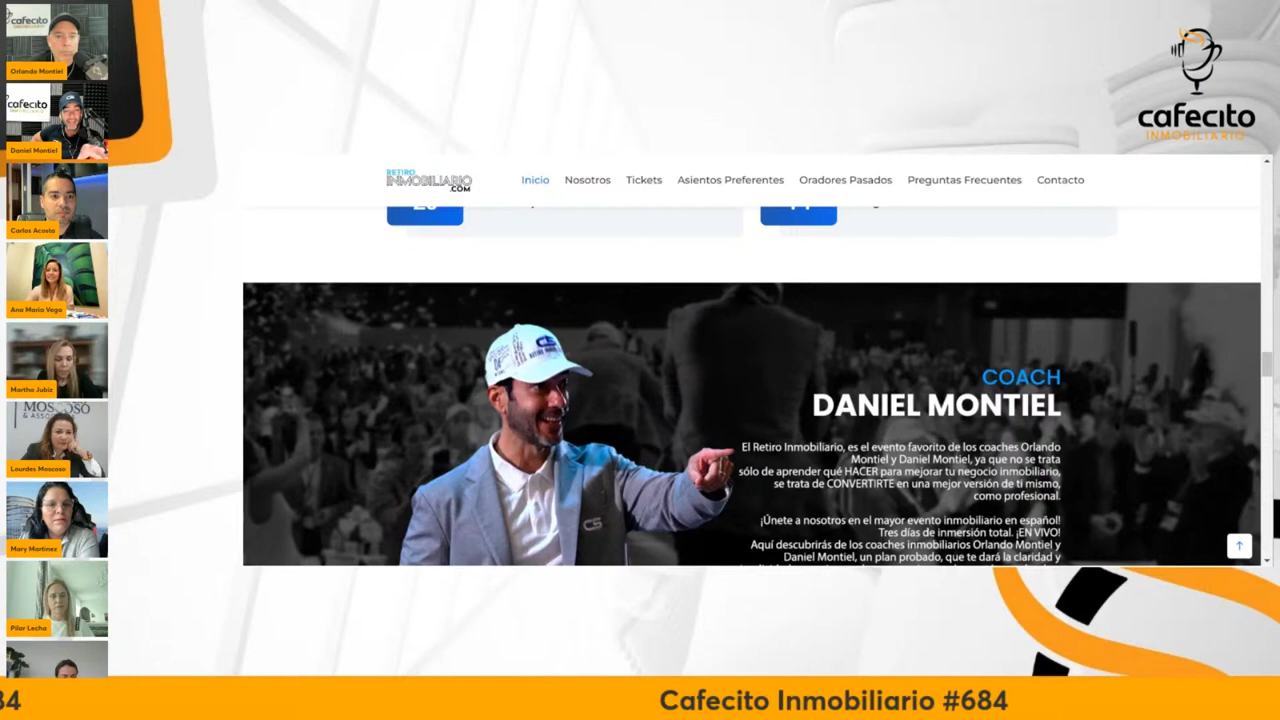 cafecito
Orlando Montiel
cafecito
Daniel Montiel
Carlos Acosta
Ana María Vega
Martha Jubiz
MOSCOSO
Lourdes Moscoso
Mary Martinez
Pilar Lecha
cafecito
INMOBILIARIO
RETIRO
INMOBILIARIO
.COM
Inicio
Nosotros
Tickets
Asientos Preferentes
Oradores Pasados
Preguntas Frecuentes
Contacto
CS
CS
COACH
DANIEL MONTIEL
El Retiro Inmobiliario, es el evento favorito de los coaches Orlando
Montiel y Daniel Montiel, ya que no se trata
sólo de aprender qué HACER para mejorar tu negocio inmobiliario,
se trata de CONVERTIRTE en una mejor versión de ti mismo,
como profesional.
¡Únete a nosotros en el mayor evento inmobiliario en español!
Tres días de inmersión total. ¡EN VIVO!
Aquí descubrirás de los coaches inmobiliarios Orlando Montiel y
Daniel Montiel, un plan probado, que te dará la claridad y
84
Cafecito Inmobiliario #684